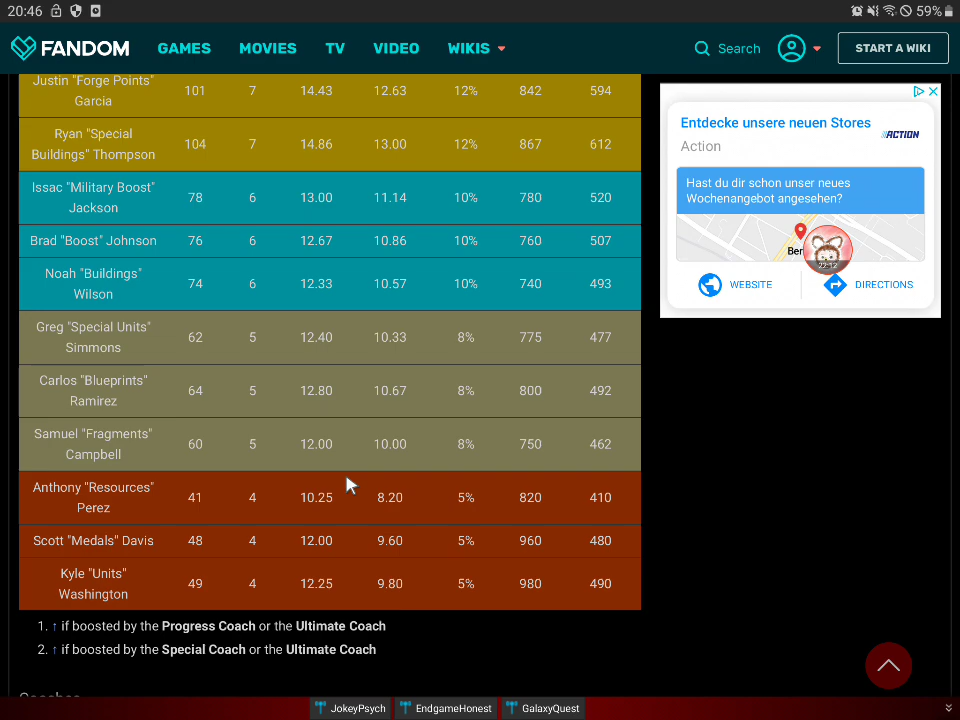 20:46 59%
FANDOM GAMES MOVIES TV VIDEO WIKIS Search START A WIKI
Justin "Forge Points" Garcia 101 7 14.43 12.63 12% 842 594
Ryan "Special Buildings" Thompson 104 7 14.86 13.00 12% 867 612
Issac "Military Boost" Jackson 78 6 13.00 11.14 10% 780 520
Brad "Boost" Johnson 76 6 12.67 10.86 10% 760 507
Noah "Buildings" Wilson 74 6 12.33 10.57 10% 740 493
Greg "Special Units" Simmons 62 5 12.40 10.33 8% 775 477
Carlos "Blueprints" Ramirez 64 5 12.80 10.67 8% 800 492
Samuel "Fragments" Campbell 60 5 12.00 10.00 8% 750 462
Anthony "Resources" Perez 41 4 10.25 8.20 5% 820 410
Scott "Medals" Davis 48 4 12.00 9.60 5% 960 480
Kyle "Units" Washington 49 4 12.25 9.80 5% 980 490
1. ↑ if boosted by the Progress Coach or the Ultimate Coach
2. ↑ if boosted by the Special Coach or the Ultimate Coach
Coaches
Entdecke unsere neuen Stores
ACTION
Action
Hast du dir schon unser neues
Wochenangebot angesehen?
Ber
22:12
WEBSITE DIRECTIONS
JokeyPsych EndgameHonest GalaxyQuest